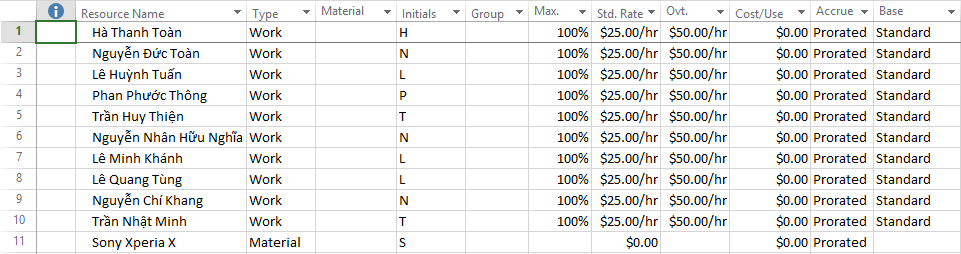 Resource Name Type Material Initials Group Max. Std. Rate Ovt. Cost/Use Accrue Base
1 Hà Thanh Toàn Work H 100% $25.00/hr $50.00/hr $0.00 Prorated Standard
2 Nguyễn Đức Toàn Work N 100% $25.00/hr $50.00/hr $0.00 Prorated Standard
3 Lê Huỳnh Tuấn Work L 100% $25.00/hr $50.00/hr $0.00 Prorated Standard
4 Phan Phước Thông Work P 100% $25.00/hr $50.00/hr $0.00 Prorated Standard
5 Trần Huy Thiện Work T 100% $25.00/hr $50.00/hr $0.00 Prorated Standard
6 Nguyễn Nhân Hữu Nghĩa Work N 100% $25.00/hr $50.00/hr $0.00 Prorated Standard
7 Lê Minh Khánh Work L 100% $25.00/hr $50.00/hr $0.00 Prorated Standard
8 Lê Quang Tùng Work L 100% $25.00/hr $50.00/hr $0.00 Prorated Standard
9 Nguyễn Chí Khang Work N 100% $25.00/hr $50.00/hr $0.00 Prorated Standard
10 Trần Nhật Minh Work T 100% $25.00/hr $50.00/hr $0.00 Prorated Standard
11 Sony Xperia X Material S $0.00 $0.00 Prorated